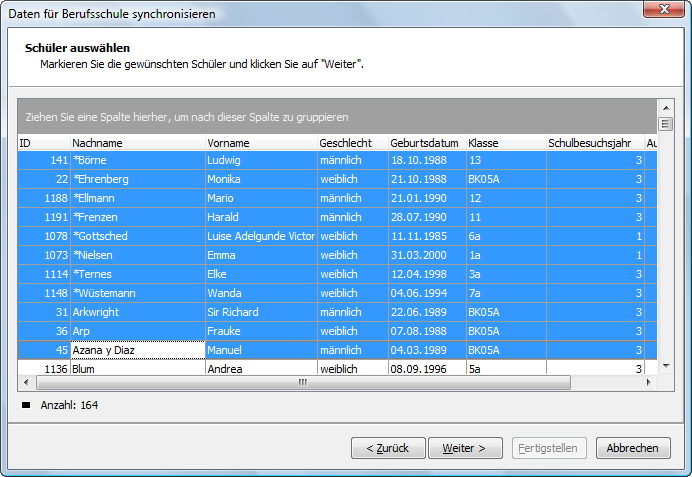 Daten für Berufsschule synchronisieren
Schüler auswählen
Markieren Sie die gewünschten Schüler und klicken Sie auf "Weiter".
Ziehen Sie eine Spalte hierher, um nach dieser Spalte zu gruppieren
ID Nachname Vorname Geschlecht Geburtsdatum Klasse Schulbesuchsjahr Au
141 *Börne Ludwig männlich 18.10.1988 13 3
22 *Ehrenberg Monika weiblich 21.10.1988 BK05A 3
1188 *Ellmann Mario männlich 21.01.1990 12 3
1191 *Frenzen Harald männlich 28.07.1990 11 3
1078 *Gottsched Luise Adelgunde Victor weiblich 11.11.1985 6a 1
1073 *Nielsen Emma weiblich 31.03.2000 1a 1
1114 *Ternes Elke weiblich 12.04.1998 3a 3
1148 *Wüstemann Wanda weiblich 04.06.1994 7a 3
31 Arkwright Sir Richard männlich 22.06.1989 BK05A 3
36 Arp Frauke weiblich 07.08.1988 BK05A 3
45 Azana y Diaz Manuel männlich 04.03.1989 BK05A 3
1136 Blum Andrea weiblich 08.09.1996 5a 3
Anzahl: 164
< Zurück Weiter > Fertigstellen Abbrechen